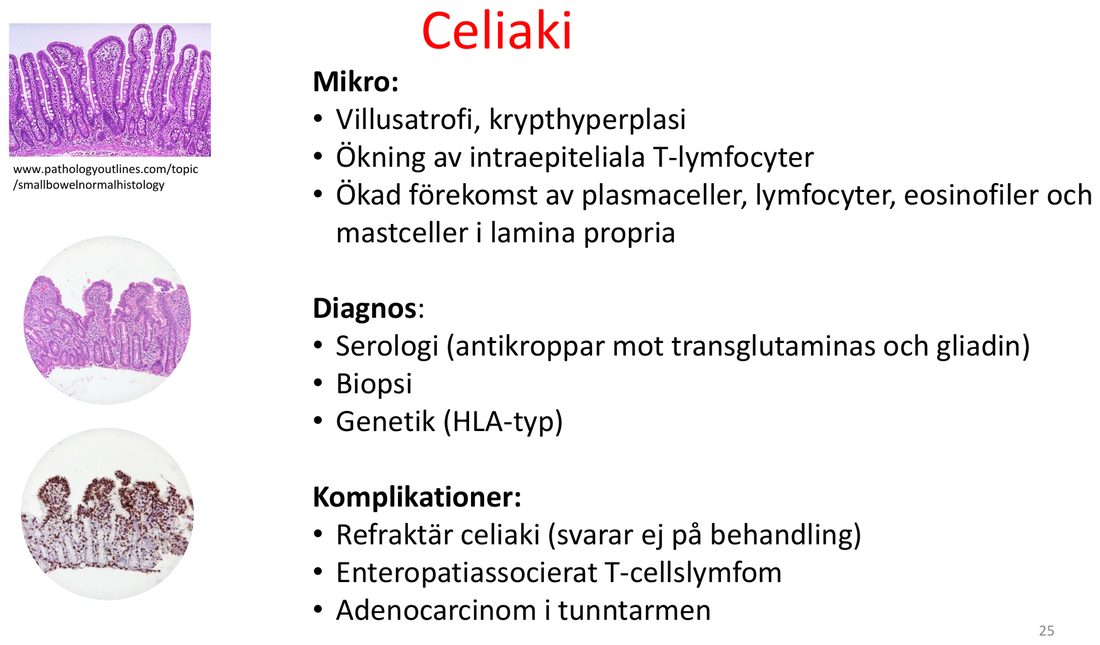 Celiaki
www.pathologyoutlines.com/topic
/smallbowelnormalhistology
Mikro:
• Villusatrofi, krypthyperplasi
• Ökning av intraepiteliala T-lymfocyter
• Ökad förekomst av plasmaceller, lymfocyter, eosinofiler och
mastceller i lamina propria
Diagnos:
• Serologi (antikroppar mot transglutaminas och gliadin)
• Biopsi
• Genetik (HLA-typ)
Komplikationer:
• Refraktär celiaki (svarar ej på behandling)
• Enteropatiassocierat T-cellslymfom
• Adenocarcinom i tunntarmen
25